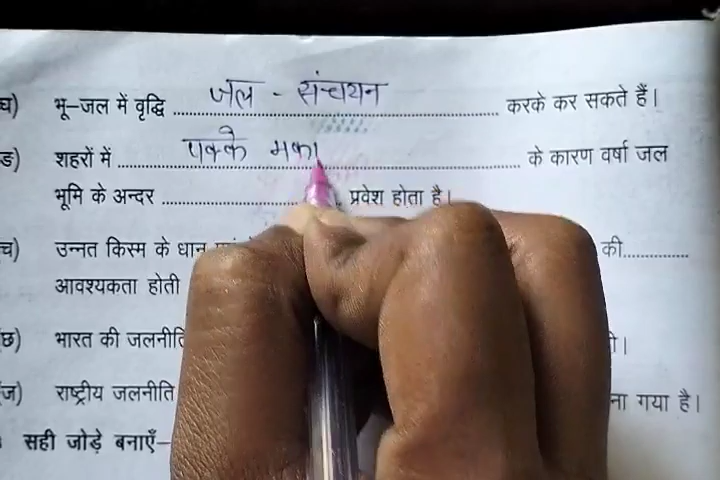 घ) भू–जल में वृद्धि जल - संचयन करके कर सकते हैं।
ङ) शहरों में पक्के मका के कारण वर्षा जल
भूमि के अन्दर प्रवेश होता है।
च) उन्नत किस्म के धान की
आवश्यकता होती
छ) भारत की जलनीति
ज) राष्ट्रीय जलनीति ना गया है।
सही जोड़े बनाएँ–